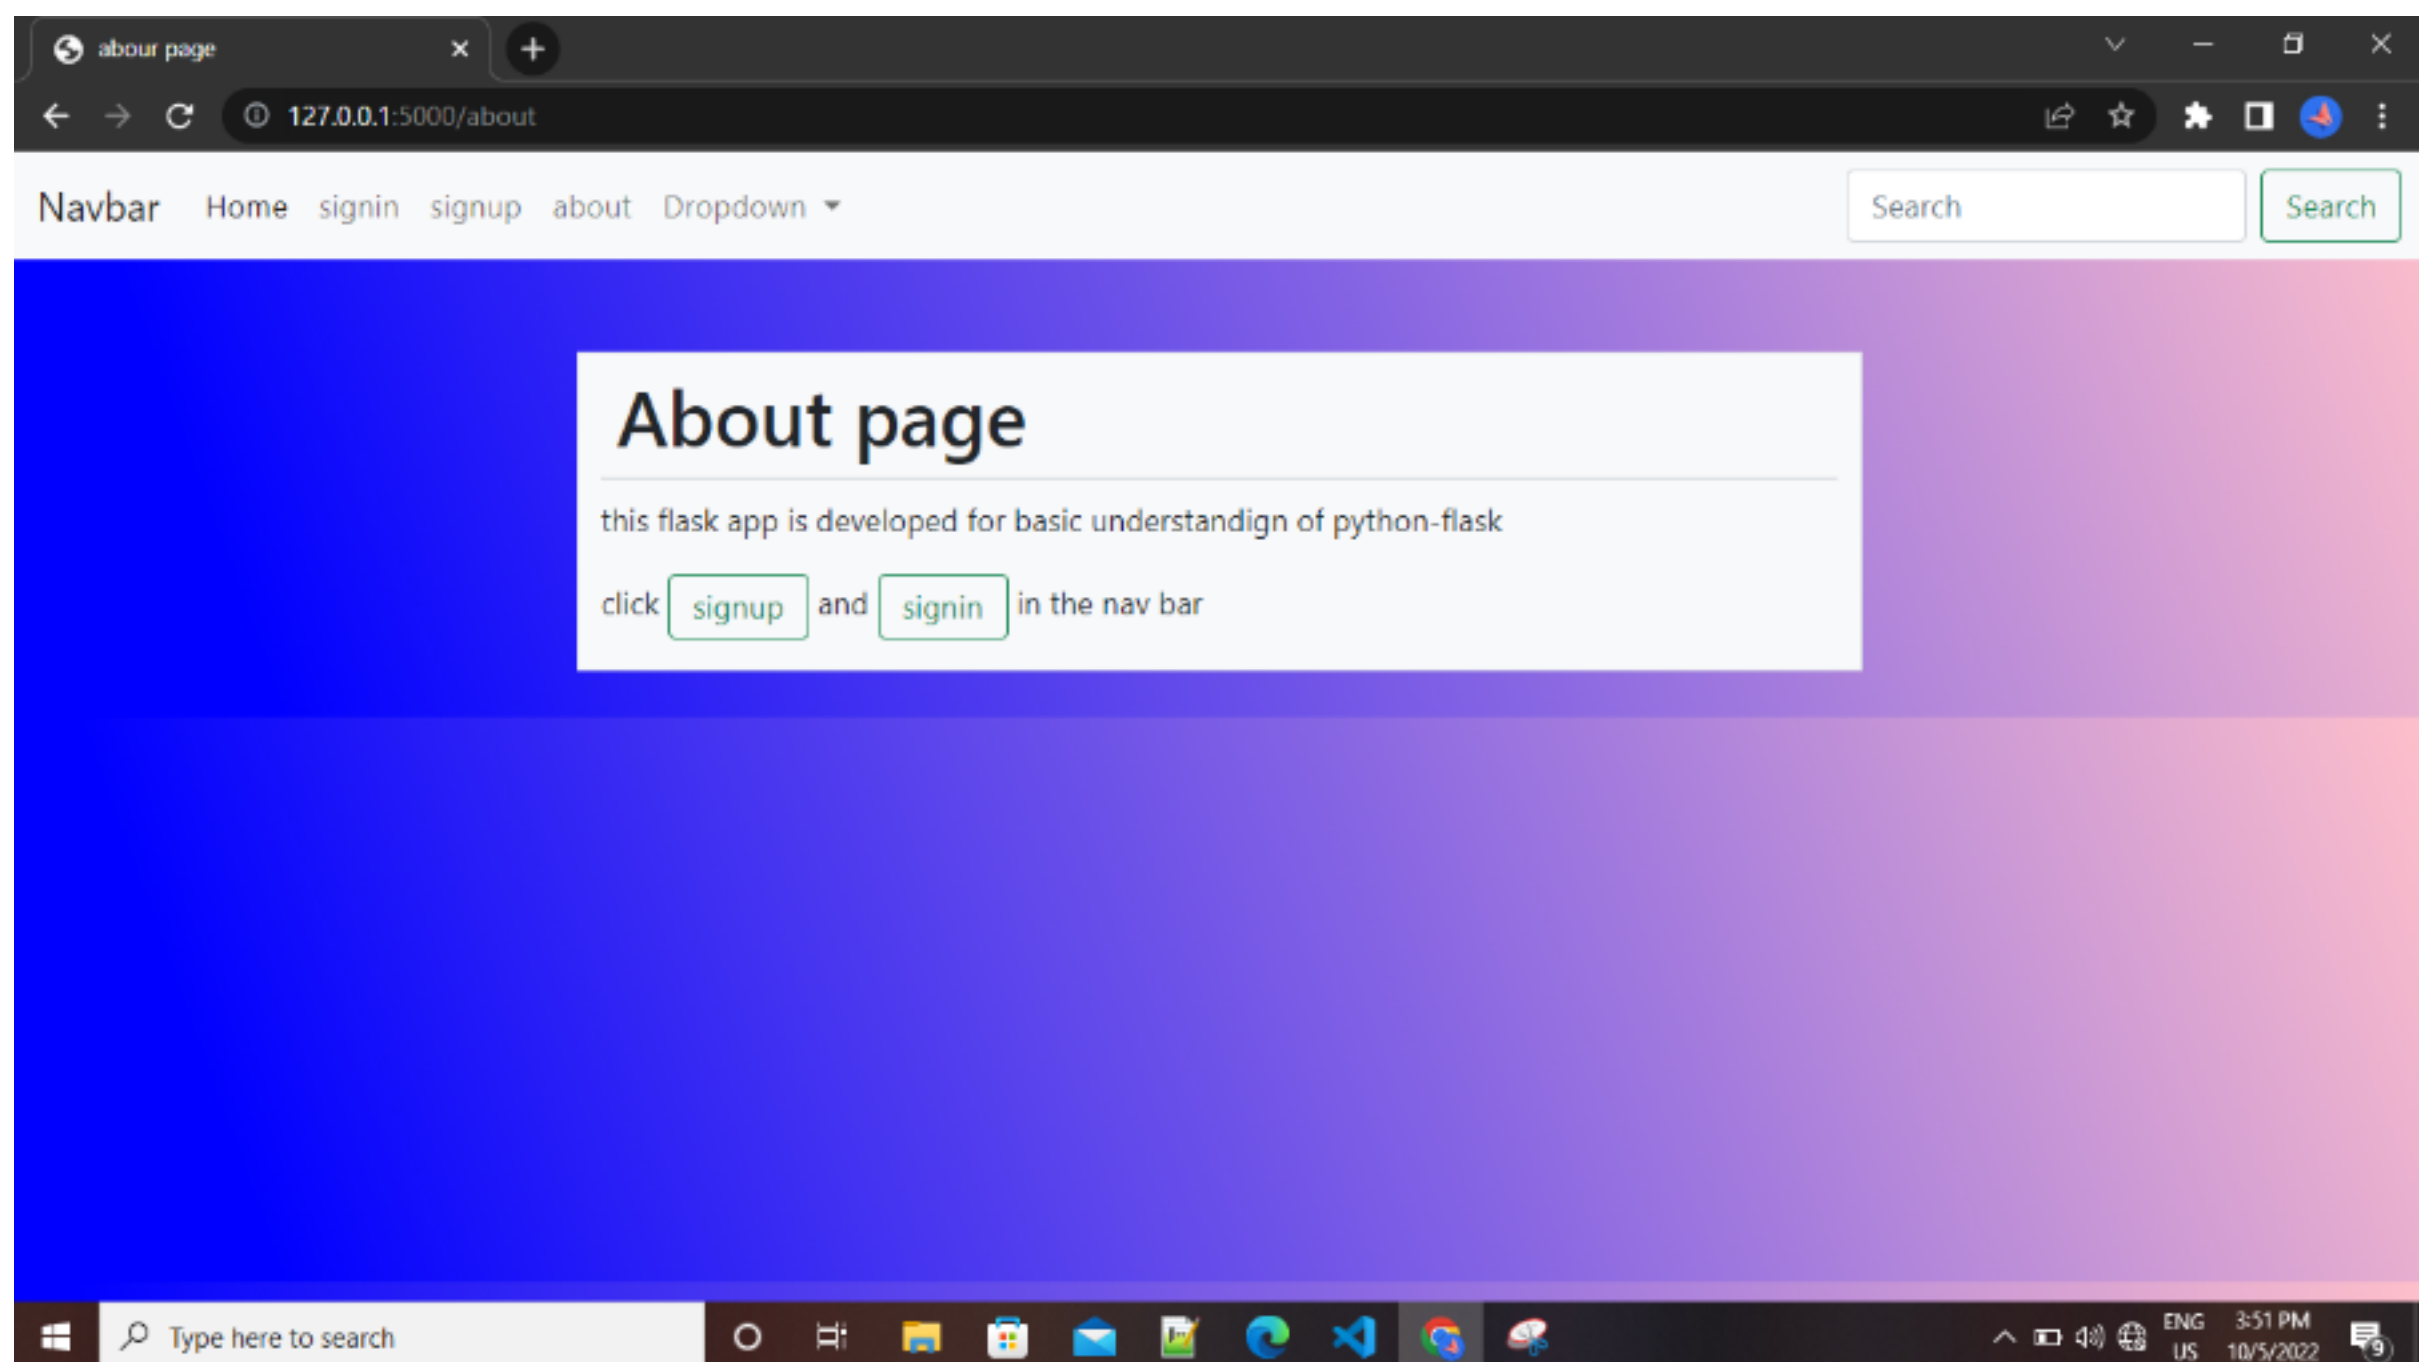 abour page
127.0.0.1:5000/about
Navbar Home signin signup about Dropdown Search Search
About page
this flask app is developed for basic understandign of python-flask
click signup and signin in the nav bar
Type here to search
ENG 3:51 PM
US 10/5/2022
9